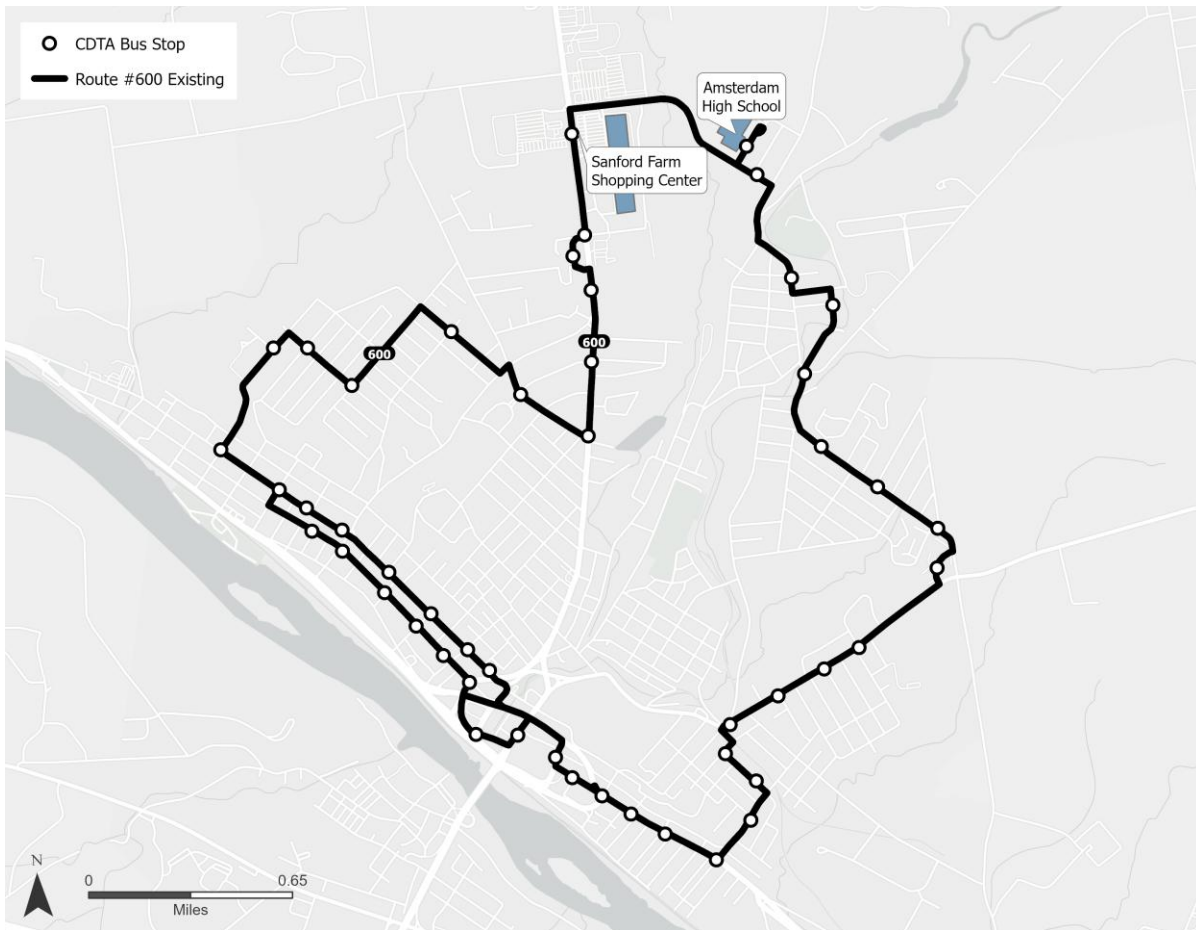 CDTA Bus Stop
Route #600 Existing
Amsterdam
High School
Sanford Farm
Shopping Center
600
600
N
0 0.65
Miles